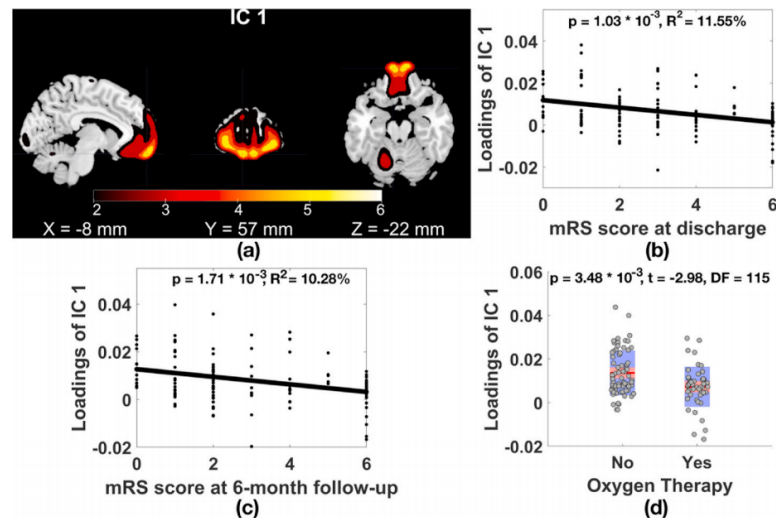 IC 1
2 3 4 5 6
X = -8 mm Y = 57 mm Z = -22 mm
(a)
p = 1.03 * 10⁻³, R² = 11.55%
Loadings of IC 1
0.04
0.02
0
-0.02
0 2 4 6
mRS score at discharge
(b)
p = 1.71 * 10⁻³, R² = 10.28%
Loadings of IC 1
0.04
0.02
0
-0.02
0 2 4 6
mRS score at 6-month follow-up
(c)
p = 3.48 * 10⁻³, t = -2.98, DF = 115
Loadings of IC 1
0.06
0.04
0.02
0
-0.02
No Yes
Oxygen Therapy
(d)